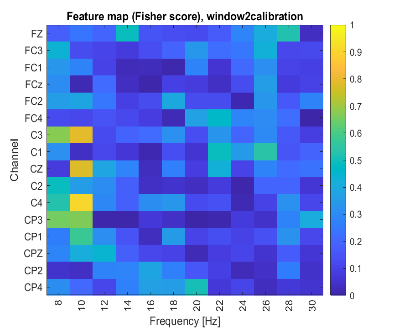 Feature map (Fisher score), window2calibration
FZ
FC3
FC1
FCz
FC2
FC4
C3
C1
CZ
C2
C4
CP3
CP1
CPZ
CP2
CP4
Channel
8 10 12 14 16 18 20 22 24 26 28 30
Frequency [Hz]
1
0.9
0.8
0.7
0.6
0.5
0.4
0.3
0.2
0.1
0